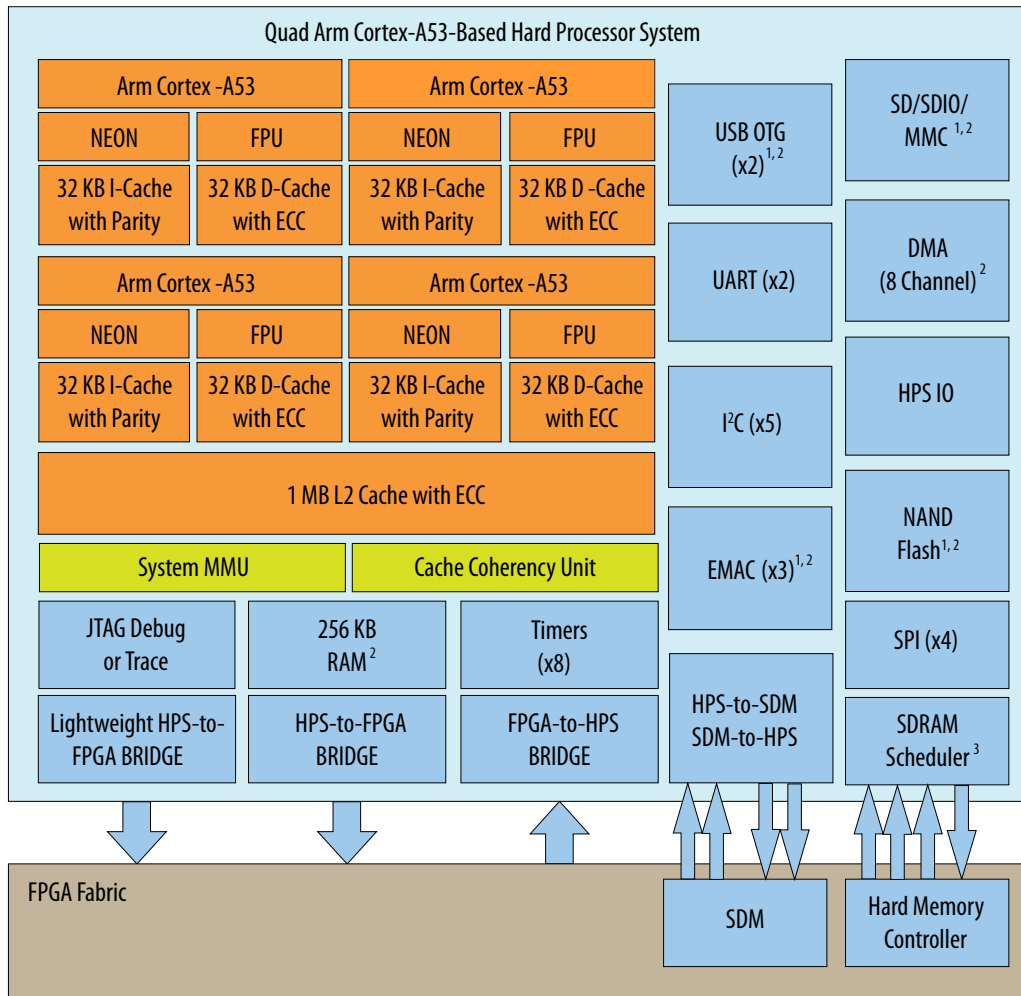 Quad Arm Cortex-A53-Based Hard Processor System
Arm Cortex -A53
Arm Cortex -A53
NEON
FPU
NEON
FPU
32 KB I-Cache
with Parity
32 KB D-Cache
with ECC
32 KB I-Cache
with Parity
32 KB D -Cache
with ECC
Arm Cortex -A53
Arm Cortex -A53
NEON
FPU
NEON
FPU
32 KB I-Cache
with Parity
32 KB D-Cache
with ECC
32 KB I-Cache
with Parity
32 KB D-Cache
with ECC
1 MB L2 Cache with ECC
System MMU
Cache Coherency Unit
JTAG Debug
or Trace
256 KB
RAM 2
Timers
(x8)
Lightweight HPS-to-
FPGA BRIDGE
HPS-to-FPGA
BRIDGE
FPGA-to-HPS
BRIDGE
USB OTG
(x2) 1, 2
UART (x2)
I2C (x5)
EMAC (x3) 1, 2
HPS-to-SDM
SDM-to-HPS
SD/SDIO/
MMC 1, 2
DMA
(8 Channel) 2
HPS IO
NAND
Flash 1, 2
SPI (x4)
SDRAM
Scheduler 3
FPGA Fabric
SDM
Hard Memory
Controller